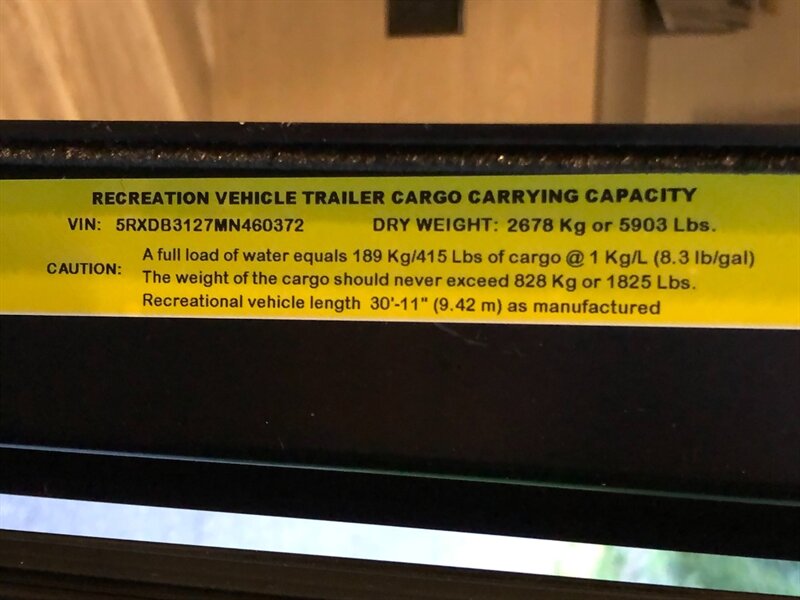 RECREATION VEHICLE TRAILER CARGO CARRYING CAPACITY
VIN: 5RXDB3127MN460372 DRY WEIGHT: 2678 Kg or 5903 Lbs.
CAUTION: A full load of water equals 189 Kg/415 Lbs of cargo @ 1 Kg/L (8.3 lb/gal)
The weight of the cargo should never exceed 828 Kg or 1825 Lbs.
Recreational vehicle length 30'-11" (9.42 m) as manufactured